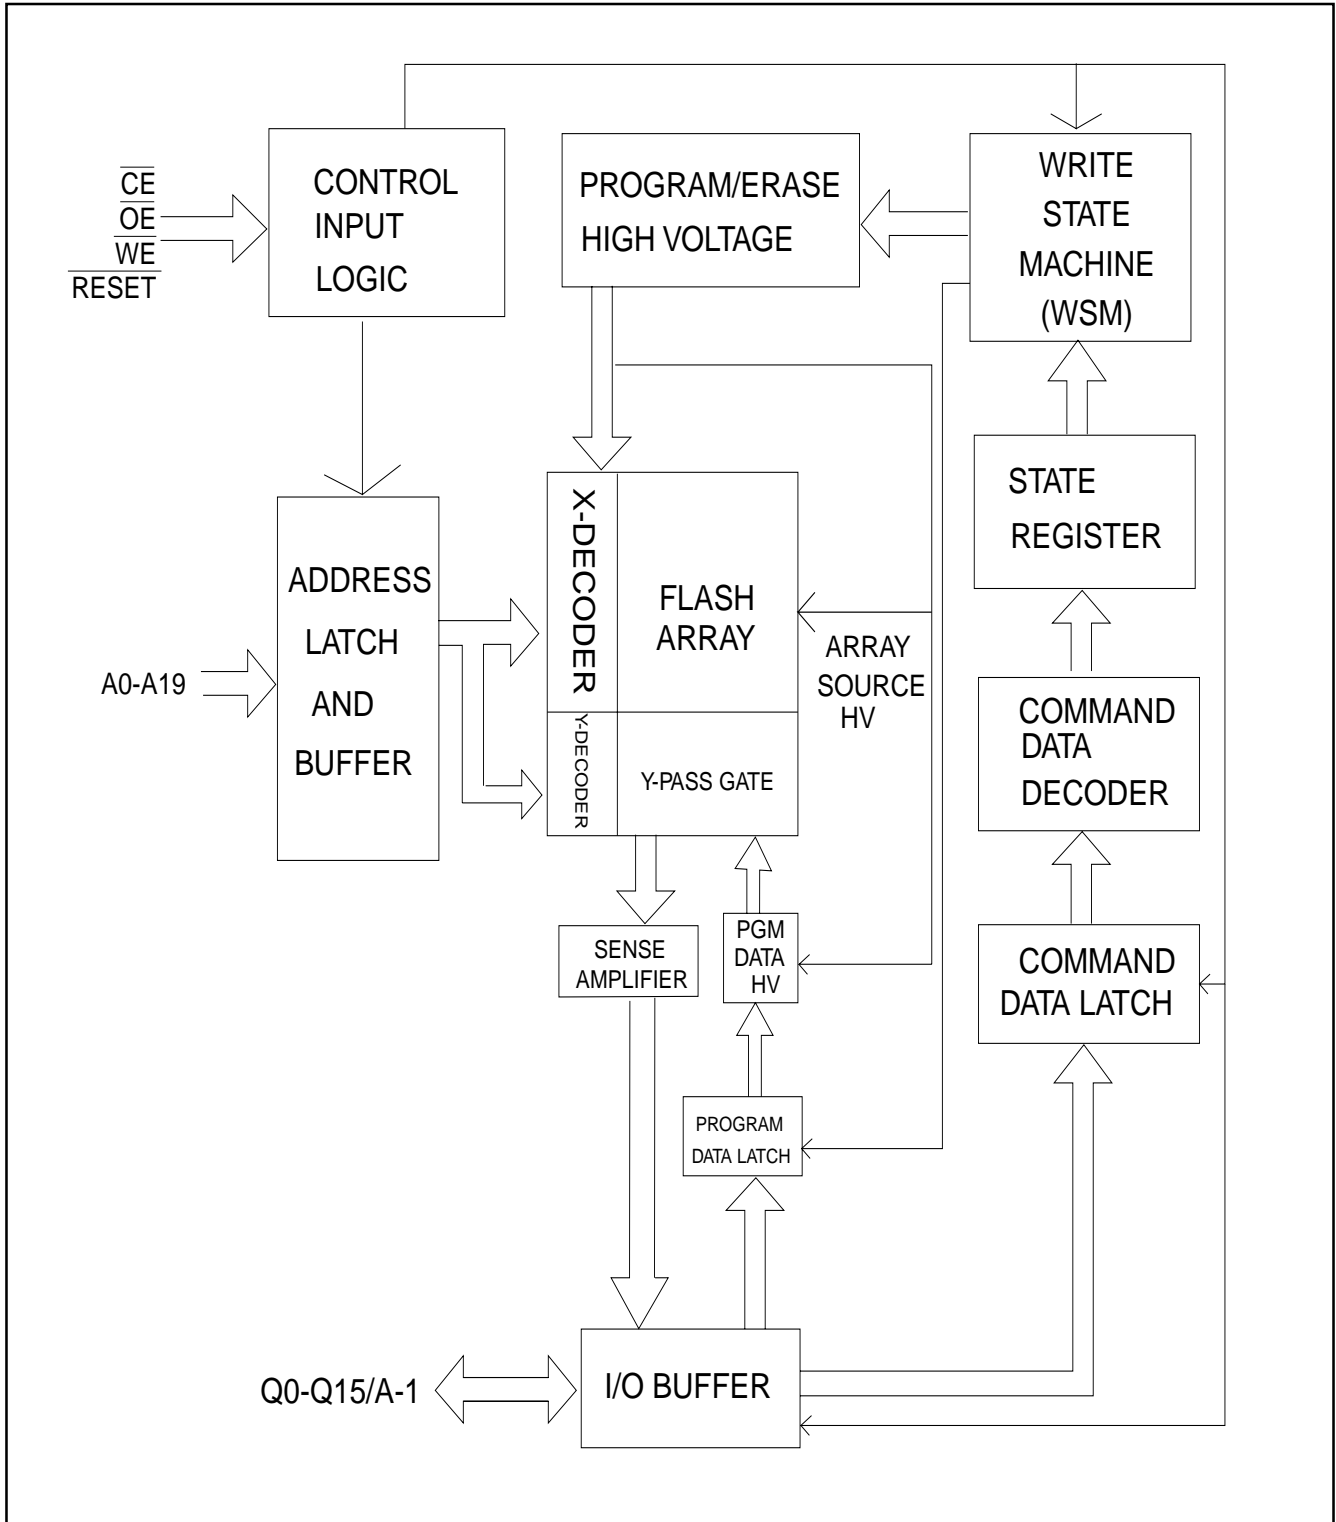 CE
OE
WE
RESET
CONTROL
INPUT
LOGIC
PROGRAM/ERASE
HIGH VOLTAGE
WRITE
STATE
MACHINE
(WSM)
STATE
REGISTER
X-DECODER
FLASH
ARRAY
ADDRESS
LATCH
AND
BUFFER
A0-A19
ARRAY
SOURCE
HV
Y-DECODER
Y-PASS GATE
COMMAND
DATA
DECODER
SENSE
AMPLIFIER
PGM
DATA
HV
COMMAND
DATA LATCH
PROGRAM
DATA LATCH
Q0-Q15/A-1
I/O BUFFER